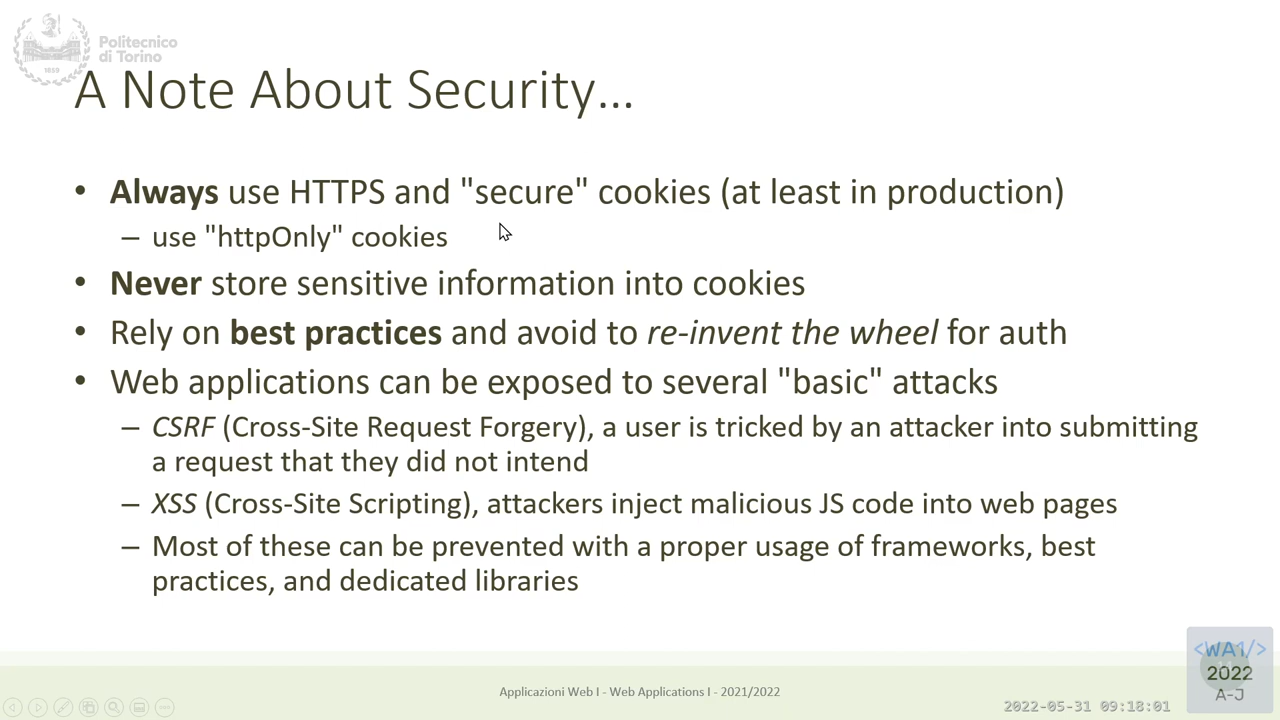 Politecnico
di Torino
1859
A Note About Security...
• Always use HTTPS and "secure" cookies (at least in production)
– use "httpOnly" cookies
• Never store sensitive information into cookies
• Rely on best practices and avoid to re-invent the wheel for auth
• Web applications can be exposed to several "basic" attacks
– CSRF (Cross-Site Request Forgery), a user is tricked by an attacker into submitting
a request that they did not intend
– XSS (Cross-Site Scripting), attackers inject malicious JS code into web pages
– Most of these can be prevented with a proper usage of frameworks, best
practices, and dedicated libraries
Applicazioni Web I - Web Applications I - 2021/2022
2022-05-31 09:18:01
<WA1/>
2022
A-J